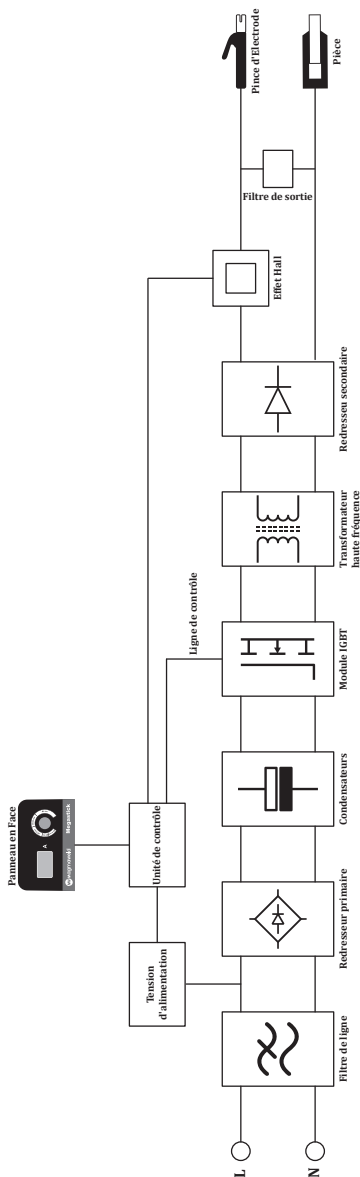 Panneau en Face
A
magmaweld
Megastick
Unité de contrôle
Tension
d'alimentation
Ligne de contrôle
L
N
Filtre de ligne
Redresseur primaire
Condensateurs
Module IGBT
Transformateur
haute fréquence
Redresseu secondaire
Effet Hall
Filtre de sortie
Pince d'Electrode
Pièce